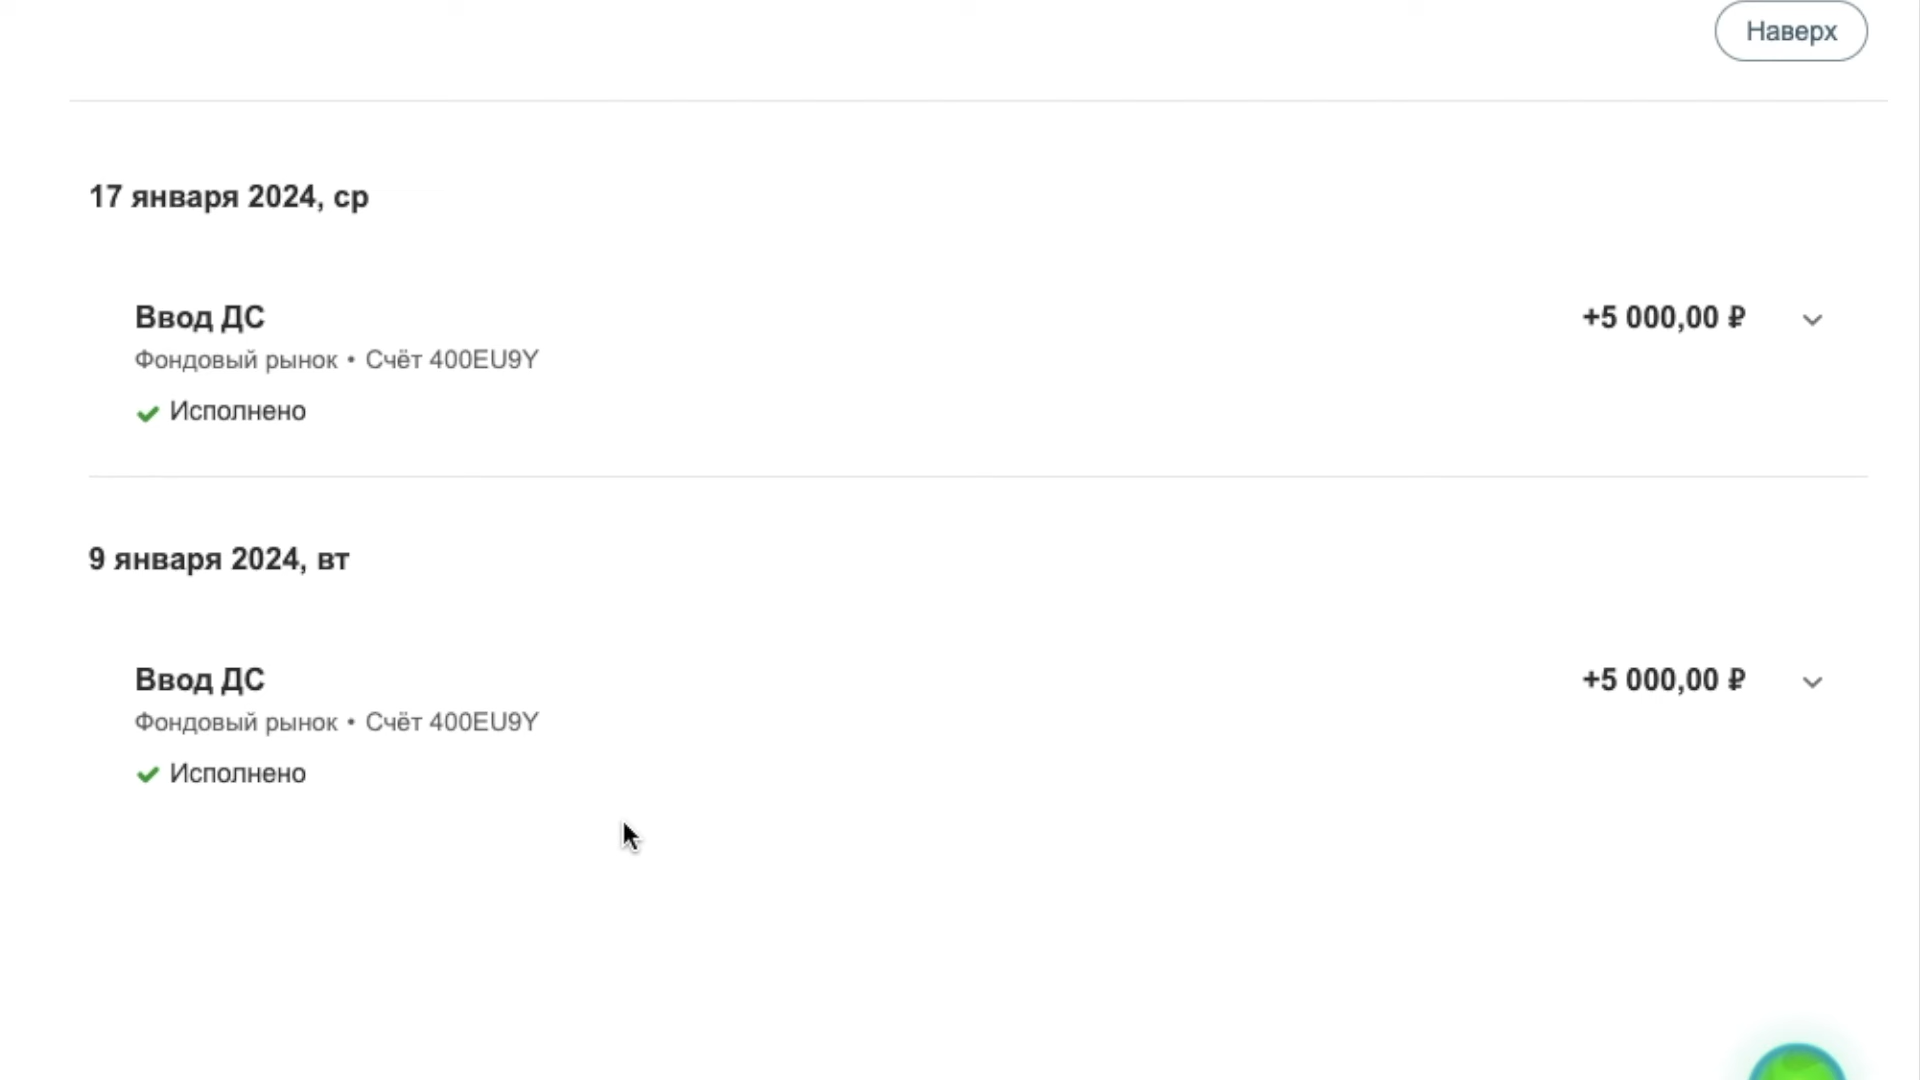 Наверх
17 января 2024, ср
Ввод ДС
+5 000,00 ₽
Фондовый рынок • Счёт 400EU9Y
Исполнено
9 января 2024, вт
Ввод ДС
+5 000,00 ₽
Фондовый рынок • Счёт 400EU9Y
Исполнено